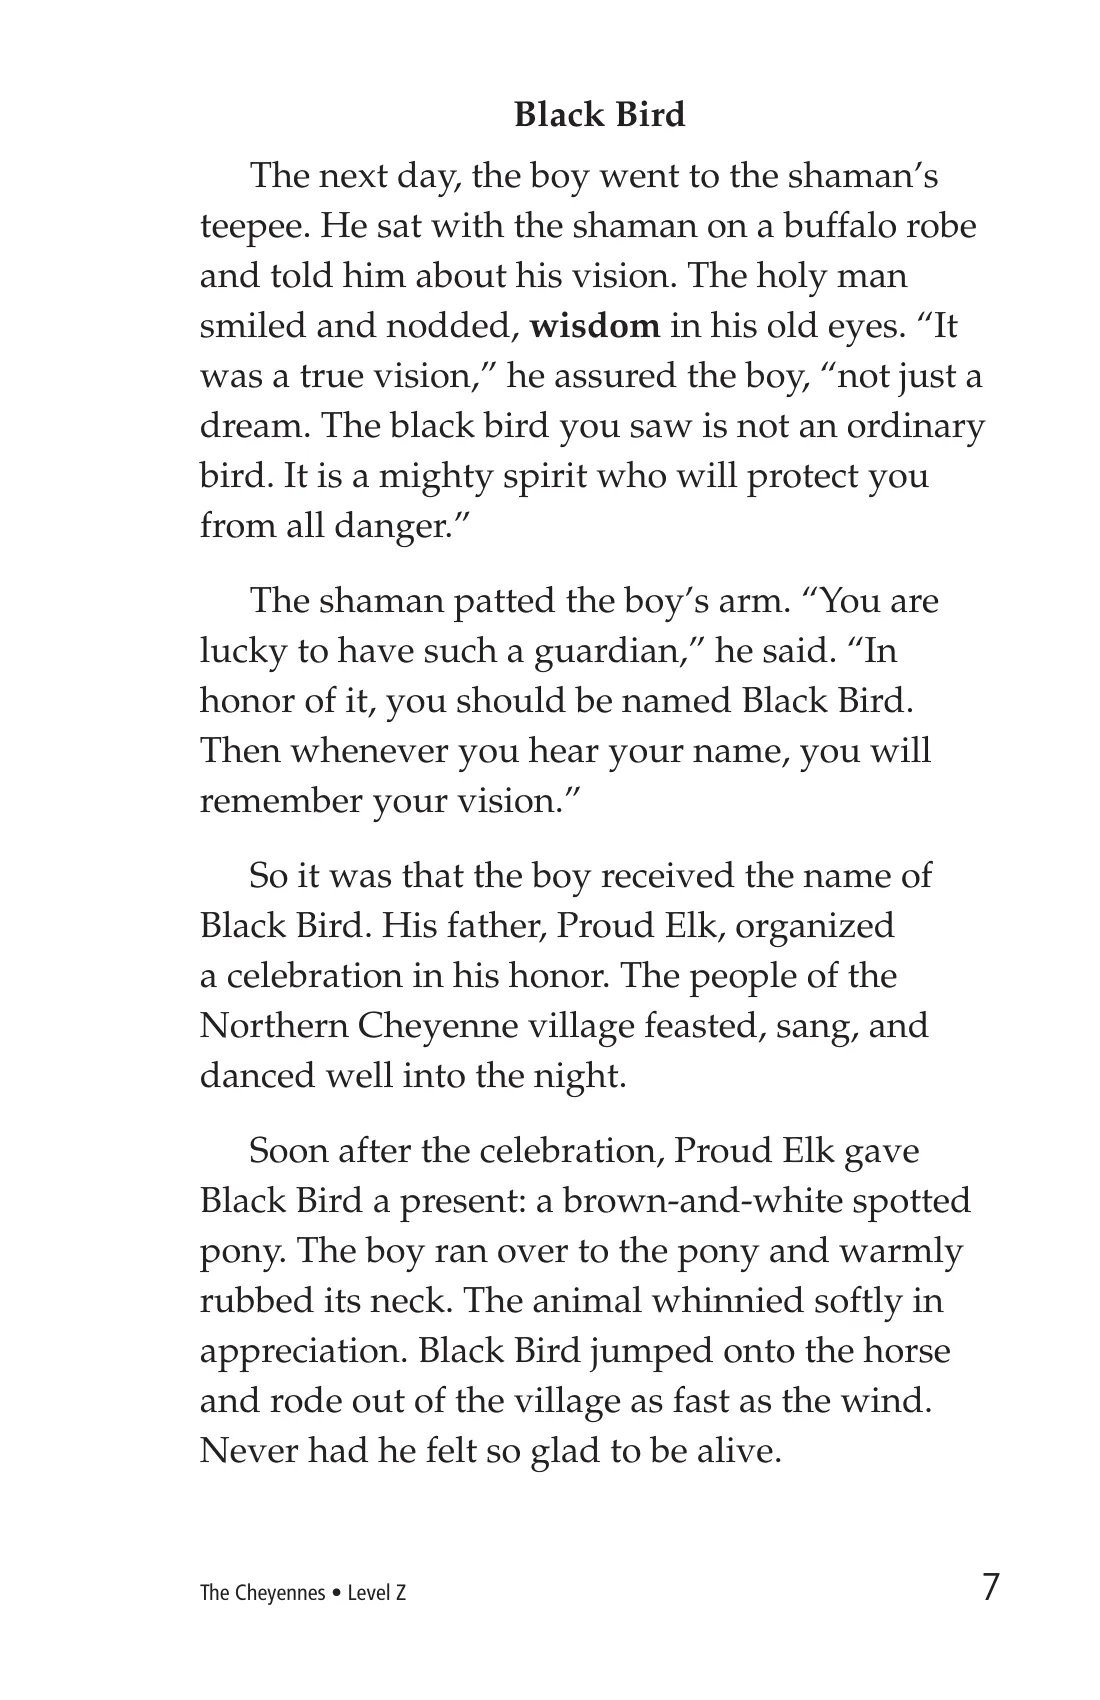 Black Bird
The next day, the boy went to the shaman’s
teepee. He sat with the shaman on a buffalo robe
and told him about his vision. The holy man
smiled and nodded, wisdom in his old eyes. “It
was a true vision,” he assured the boy, “not just a
dream. The black bird you saw is not an ordinary
bird. It is a mighty spirit who will protect you
from all danger.”
The shaman patted the boy’s arm. “You are
lucky to have such a guardian,” he said. “In
honor of it, you should be named Black Bird.
Then whenever you hear your name, you will
remember your vision.”
So it was that the boy received the name of
Black Bird. His father, Proud Elk, organized
a celebration in his honor. The people of the
Northern Cheyenne village feasted, sang, and
danced well into the night.
Soon after the celebration, Proud Elk gave
Black Bird a present: a brown-and-white spotted
pony. The boy ran over to the pony and warmly
rubbed its neck. The animal whinnied softly in
appreciation. Black Bird jumped onto the horse
and rode out of the village as fast as the wind.
Never had he felt so glad to be alive.
The Cheyennes • Level Z
7